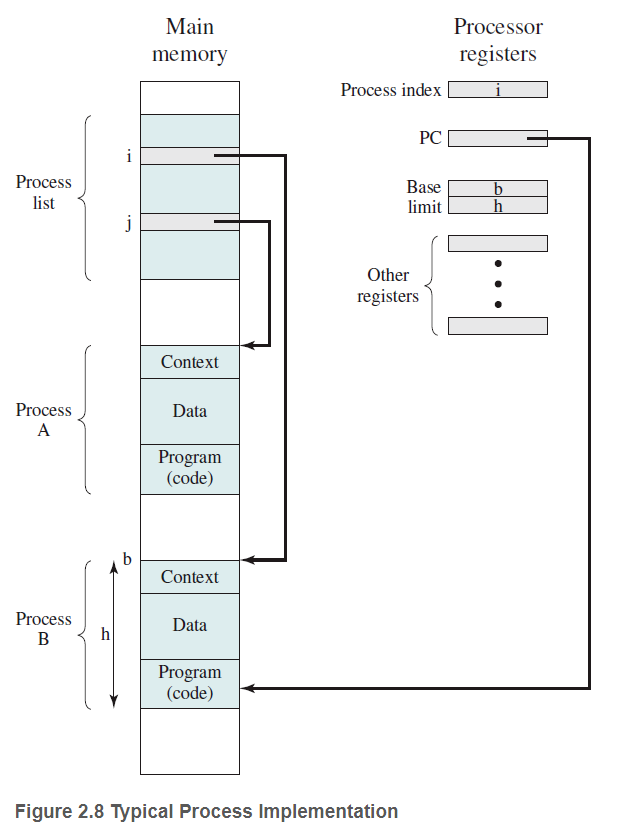 Main
memory
Processor
registers
Process index
i
PC
Base
limit
b
h
Other
registers
Process
list
i
j
Process
A
Context
Data
Program
(code)
Process
B
b
h
Context
Data
Program
(code)
Figure 2.8 Typical Process Implementation